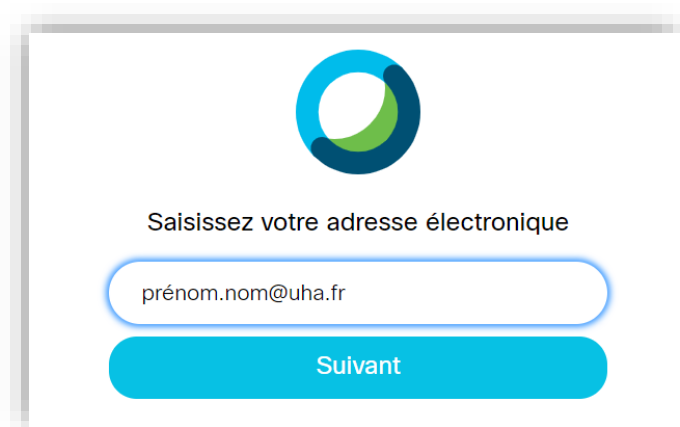 Saisissez votre adresse électronique
prénom.nom@uha.fr
Suivant